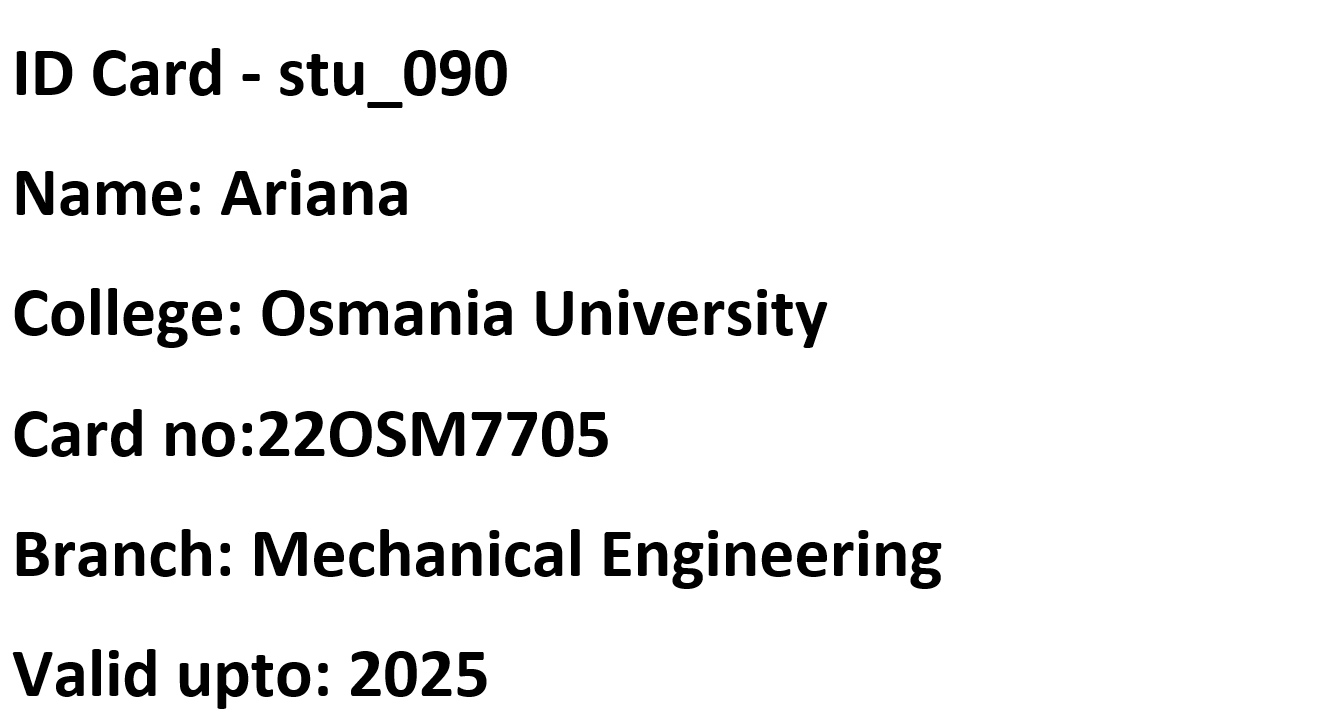 ID Card - stu_090
Name: Ariana
College: Osmania University
Card no:22OSM7705
Branch: Mechanical Engineering
Valid upto: 2025